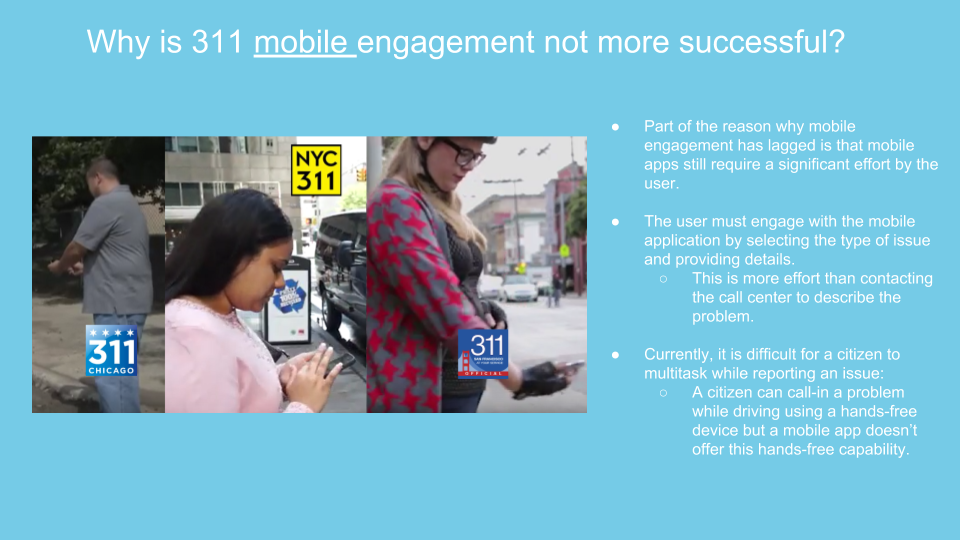 Why is 311 mobile engagement not more successful?
NYC
311
311
CHICAGO
311
SAN FRANCISCO
OFFICIAL
● Part of the reason why mobile
engagement has lagged is that mobile
apps still require a significant effort by the
user.
● The user must engage with the mobile
application by selecting the type of issue
and providing details.
○ This is more effort than contacting
the call center to describe the
problem.
● Currently, it is difficult for a citizen to
multitask while reporting an issue:
○ A citizen can call-in a problem
while driving using a hands-free
device but a mobile app doesn’t
offer this hands-free capability.